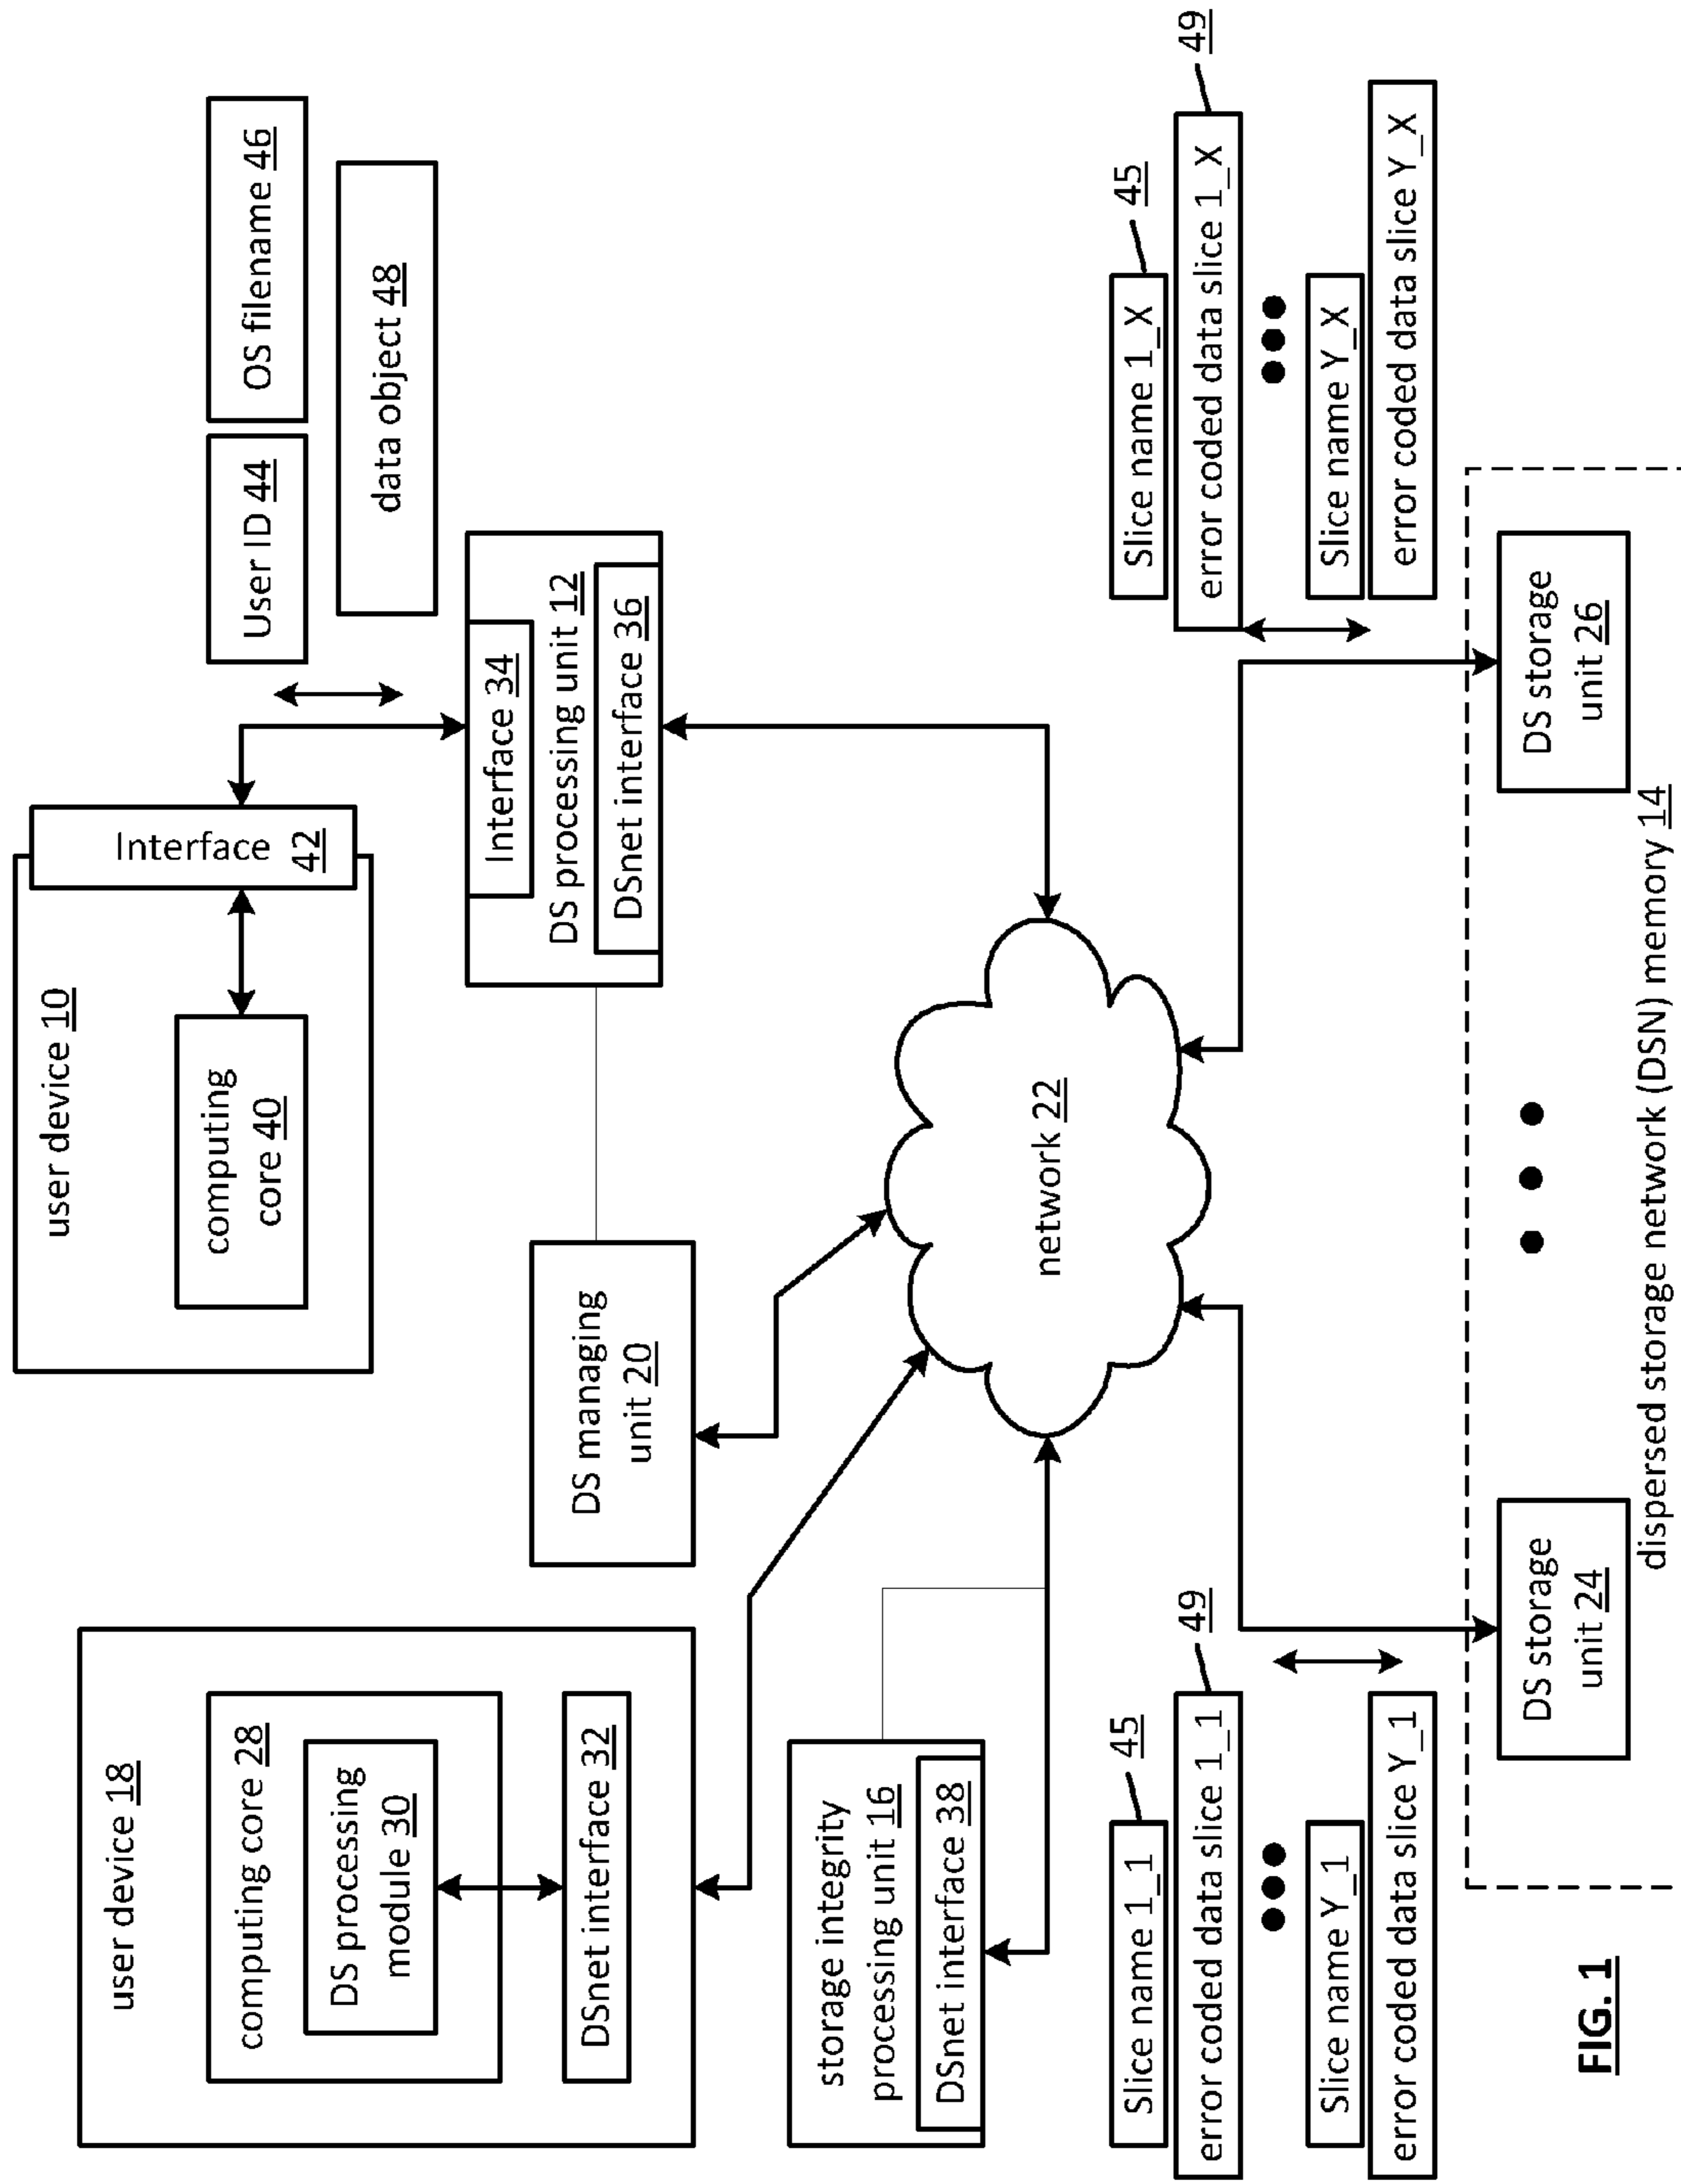 user device 18
computing core 28
DS processing
module 30
DSnet interface 32
user device 10
computing
core 40
Interface
42
User ID 44
OS filename 46
data object 48
DS managing
unit 20
Interface 34
DS processing unit 12
DSnet interface 36
storage integrity
processing unit 16
DSnet interface 38
network 22
45
Slice name 1_1
49
error coded data slice 1_1
Slice name Y_1
error coded data slice Y_1
45
Slice name 1_X
49
error coded data slice 1_X
Slice name Y_X
error coded data slice Y_X
DS storage
unit 24
DS storage
unit 26
dispersed storage network (DSN) memory 14
FIG. 1